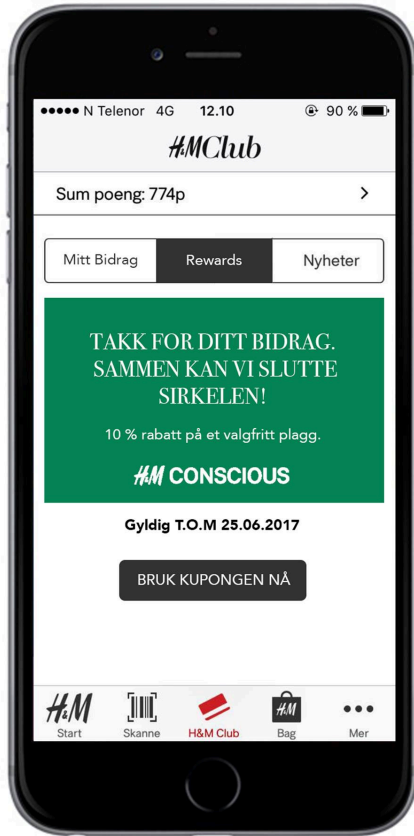 N Telenor 4G 12.10 90 %
H&M Club
Sum poeng: 774p >
Mitt Bidrag Rewards Nyheter
TAKK FOR DITT BIDRAG.
SAMMEN KAN VI SLUTTE
SIRKELEN!
10 % rabatt på et valgfritt plagg.
H&M CONSCIOUS
Gyldig T.O.M 25.06.2017
BRUK KUPONGEN NÅ
H&M H&M
Start Skanne H&M Club Bag Mer